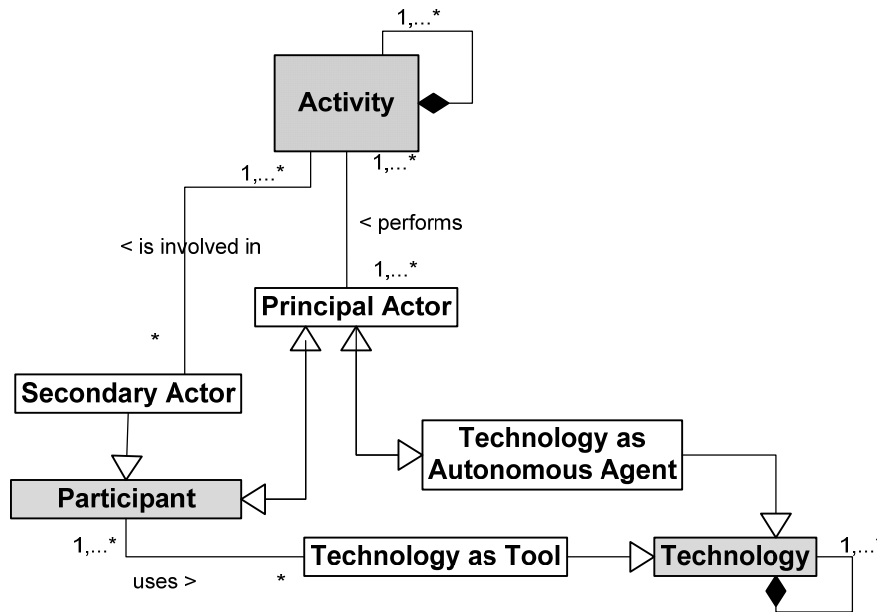 1,...*
Activity
1,...*
1,...*
< performs
< is involved in
1,...*
Principal Actor
*
Secondary Actor
Technology as
Autonomous Agent
Participant
1,...*
Technology as Tool
Technology
1,...*
uses >
*